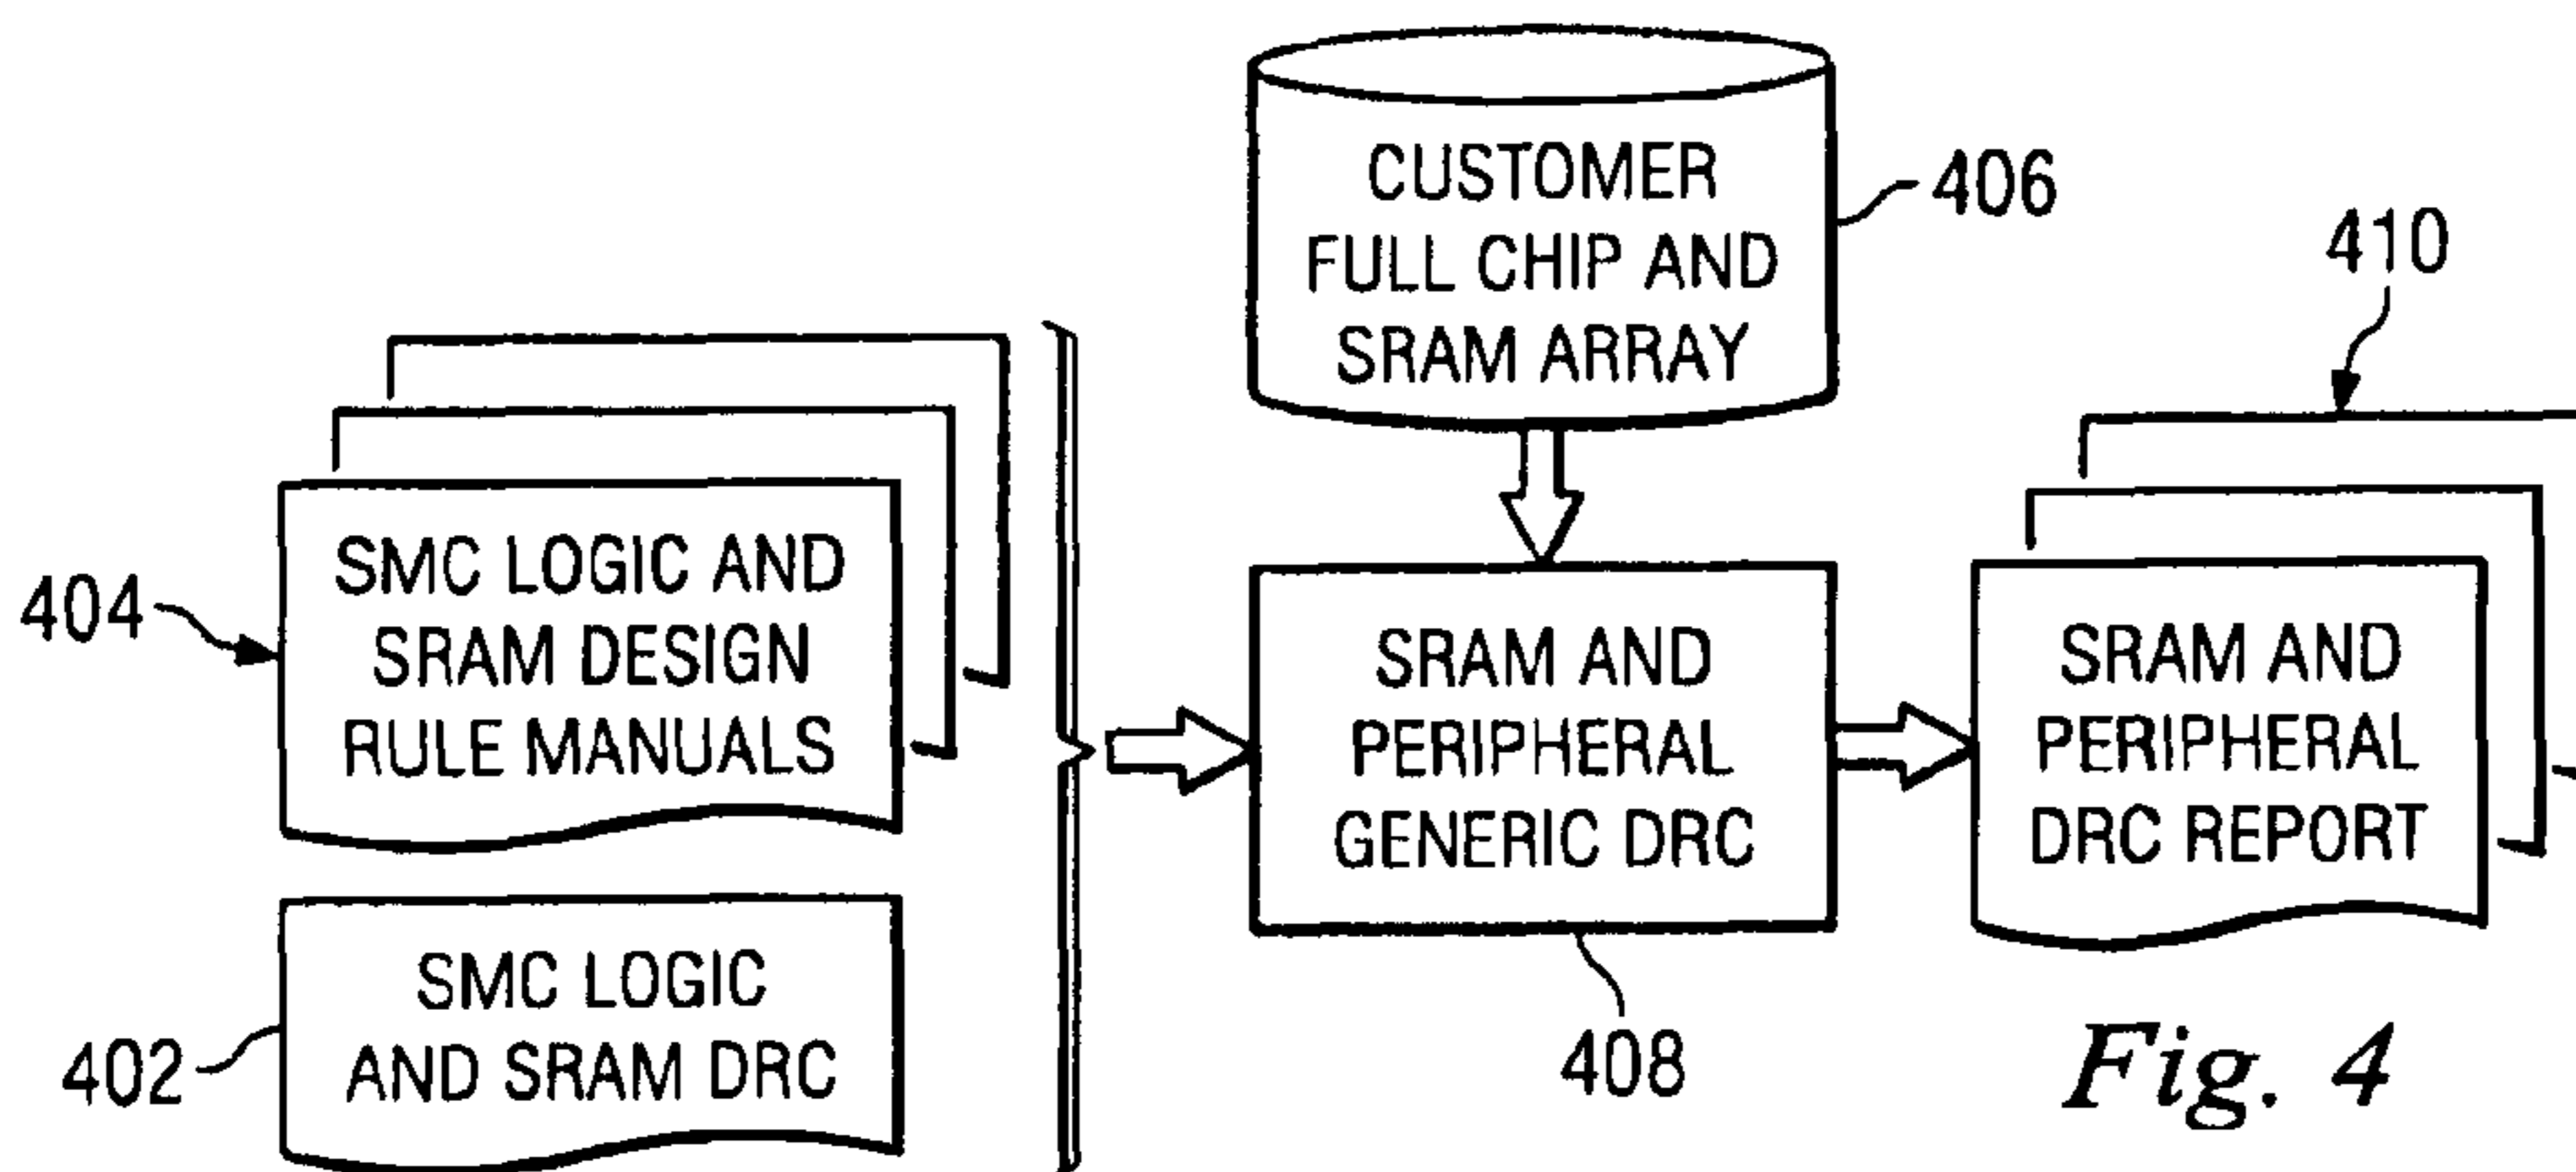 CUSTOMER
FULL CHIP AND
SRAM ARRAY
406
410
404
SMC LOGIC AND
SRAM DESIGN
RULE MANUALS
SRAM AND
PERIPHERAL
GENERIC DRC
SRAM AND
PERIPHERAL
DRC REPORT
402
SMC LOGIC
AND SRAM DRC
408
Fig. 4